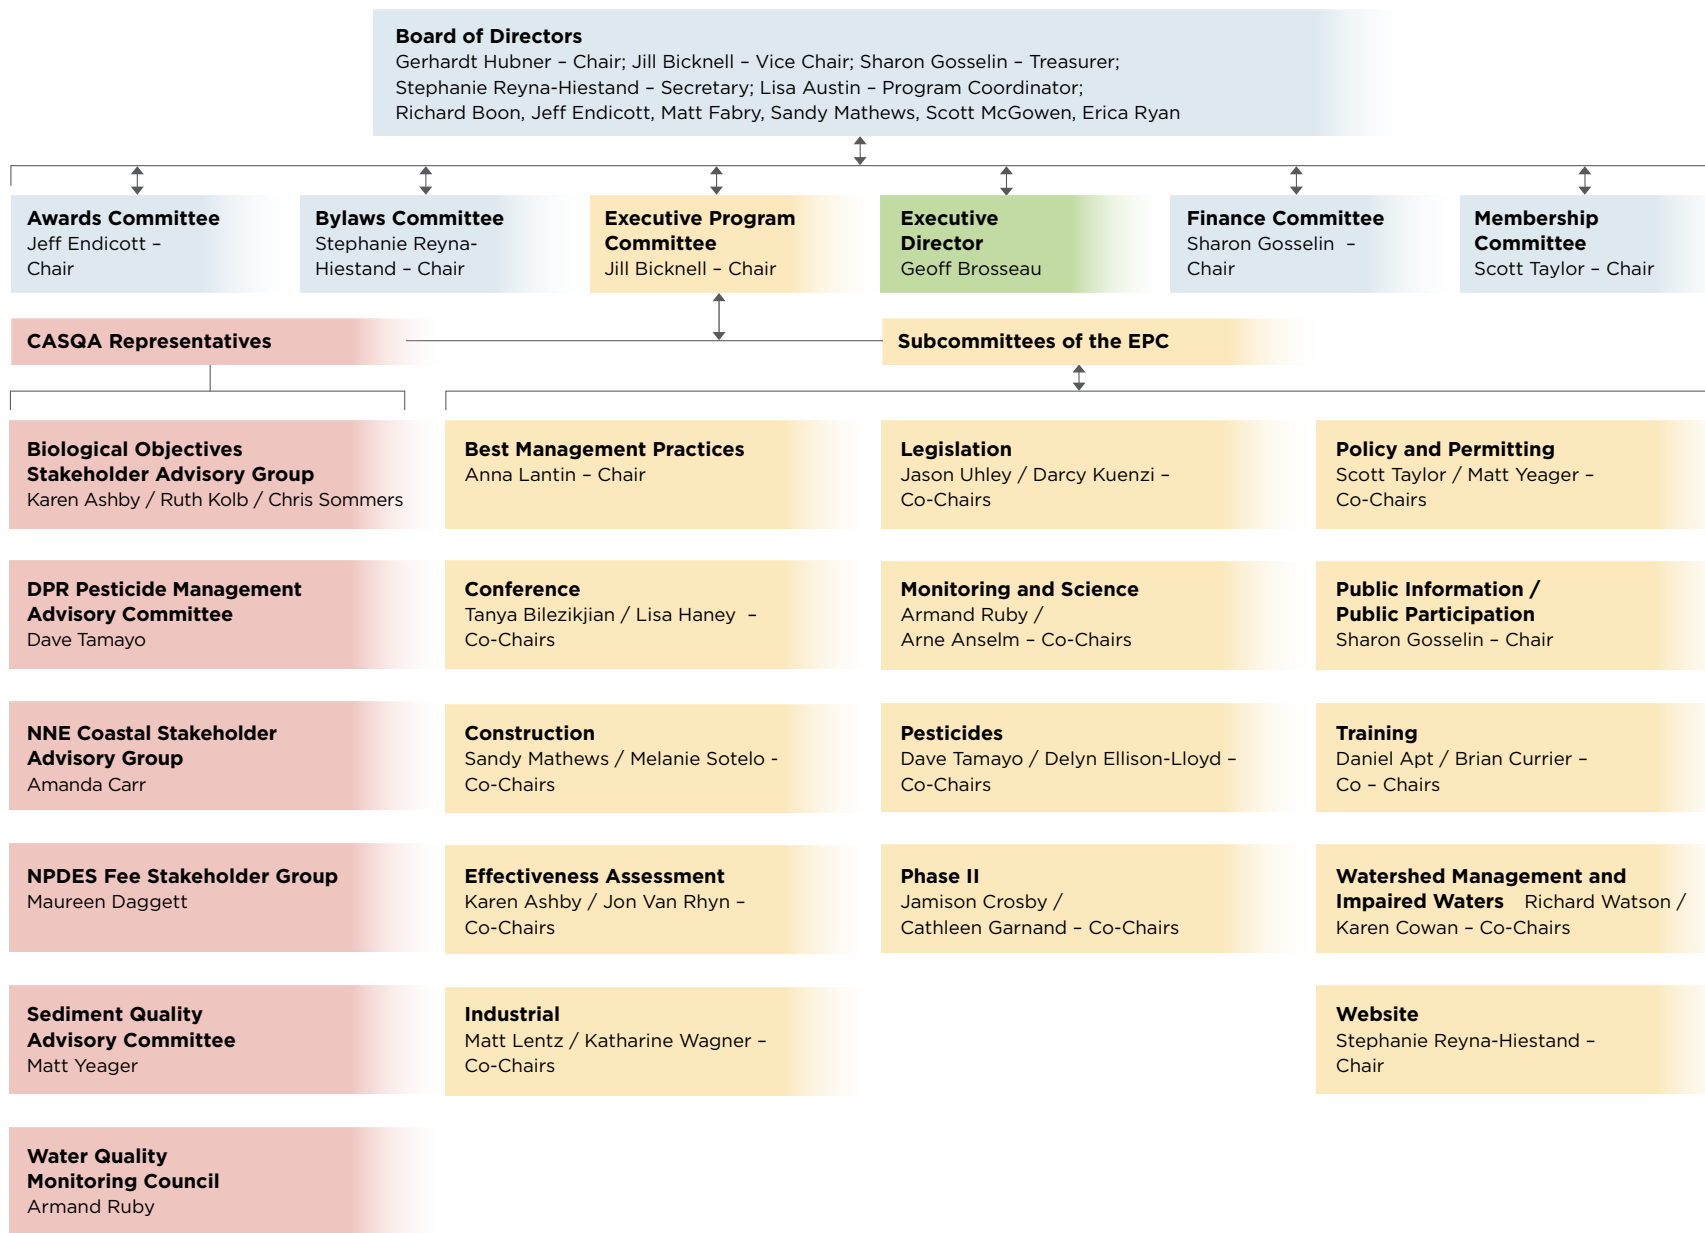 Board of Directors
Gerhardt Hubner – Chair; Jill Bicknell – Vice Chair; Sharon Gosselin – Treasurer;
Stephanie Reyna-Hiestand – Secretary; Lisa Austin – Program Coordinator;
Richard Boon, Jeff Endicott, Matt Fabry, Sandy Mathews, Scott McGowen, Erica Ryan
Awards Committee
Jeff Endicott –
Chair
Bylaws Committee
Stephanie Reyna-
Hiestand – Chair
Executive Program
Committee
Jill Bicknell – Chair
Executive
Director
Geoff Brosseau
Finance Committee
Sharon Gosselin –
Chair
Membership
Committee
Scott Taylor – Chair
CASQA Representatives
Subcommittees of the EPC
Biological Objectives
Stakeholder Advisory Group
Karen Ashby / Ruth Kolb / Chris Sommers
DPR Pesticide Management
Advisory Committee
Dave Tamayo
NNE Coastal Stakeholder
Advisory Group
Amanda Carr
NPDES Fee Stakeholder Group
Maureen Daggett
Sediment Quality
Advisory Committee
Matt Yeager
Water Quality
Monitoring Council
Armand Ruby
Best Management Practices
Anna Lantin – Chair
Conference
Tanya Bilezikjian / Lisa Haney –
Co-Chairs
Construction
Sandy Mathews / Melanie Sotelo -
Co-Chairs
Effectiveness Assessment
Karen Ashby / Jon Van Rhyn –
Co-Chairs
Industrial
Matt Lentz / Katharine Wagner –
Co-Chairs
Legislation
Jason Uhley / Darcy Kuenzi –
Co-Chairs
Monitoring and Science
Armand Ruby /
Arne Anselm – Co-Chairs
Pesticides
Dave Tamayo / Delyn Ellison-Lloyd –
Co-Chairs
Phase II
Jamison Crosby /
Cathleen Garnand – Co-Chairs
Policy and Permitting
Scott Taylor / Matt Yeager –
Co-Chairs
Public Information /
Public Participation
Sharon Gosselin – Chair
Training
Daniel Apt / Brian Currier –
Co – Chairs
Watershed Management and
Impaired Waters Richard Watson /
Karen Cowan – Co-Chairs
Website
Stephanie Reyna-Hiestand –
Chair